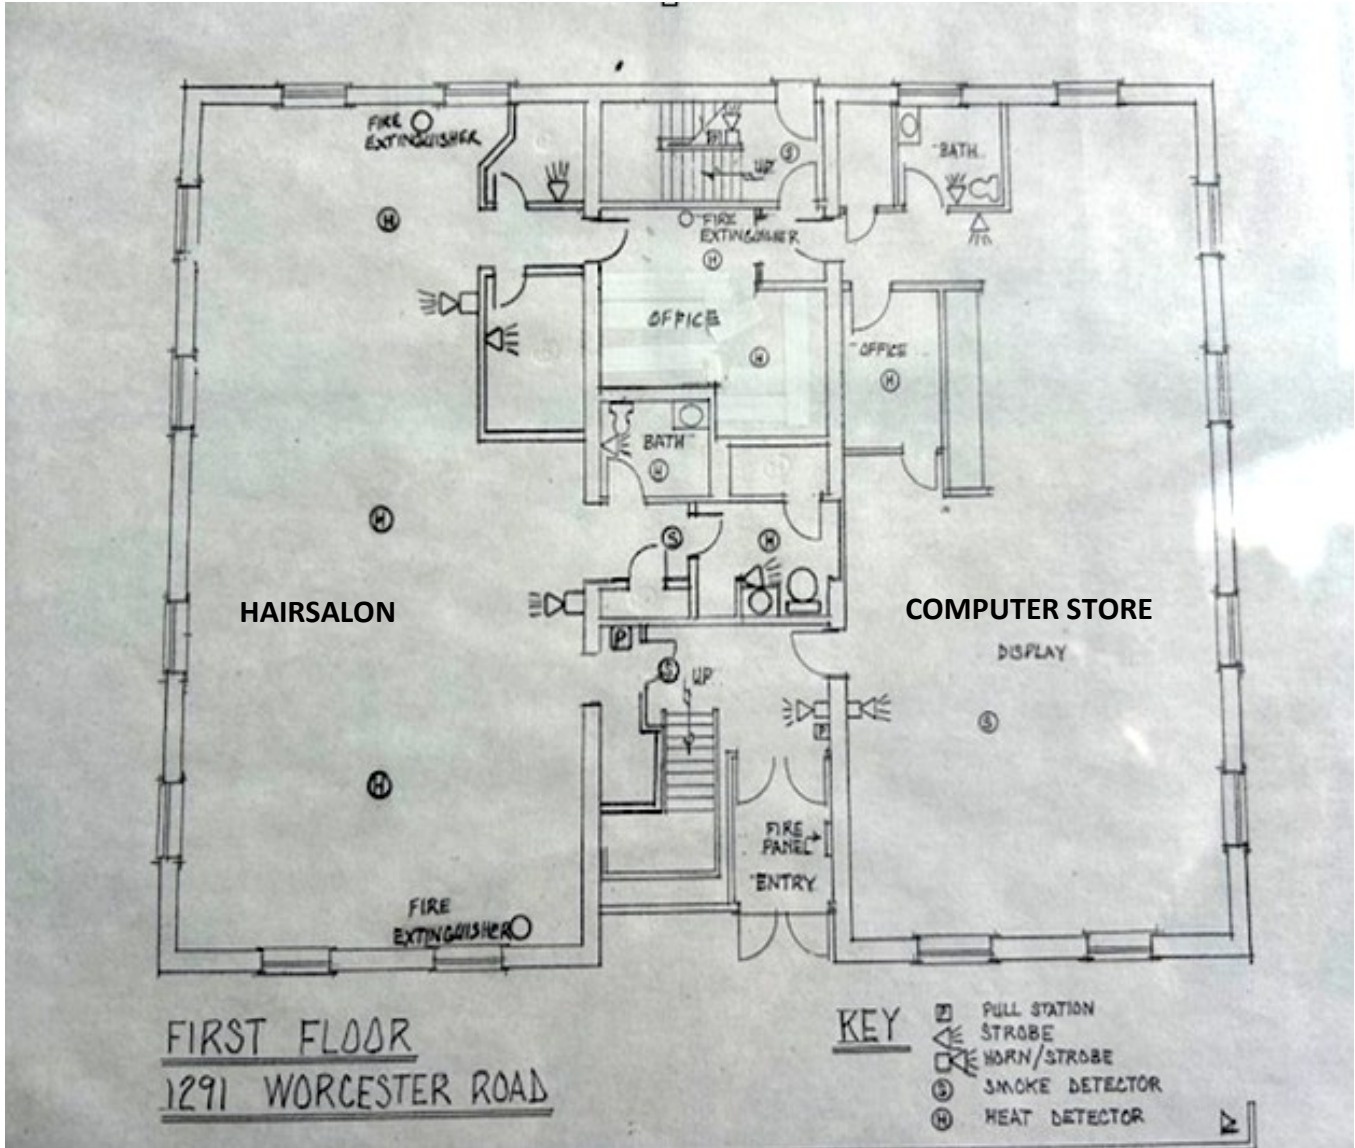 FIRE
EXTINGUISHER
H
P
S
UP
BATH
FIRE
EXTINGUISHER
H
OFFICE
H
OFFICE
H
BATH
H
H
S
H
HAIRSALON
COMPUTER STORE
P
DISPLAY
S
UP
S
P
H
FIRE
PANEL
ENTRY
FIRE
EXTINGUISHER
FIRST FLOOR
1291 WORCESTER ROAD
KEY
P PULL STATION
STROBE
HORN/STROBE
S SMOKE DETECTOR
H HEAT DETECTOR